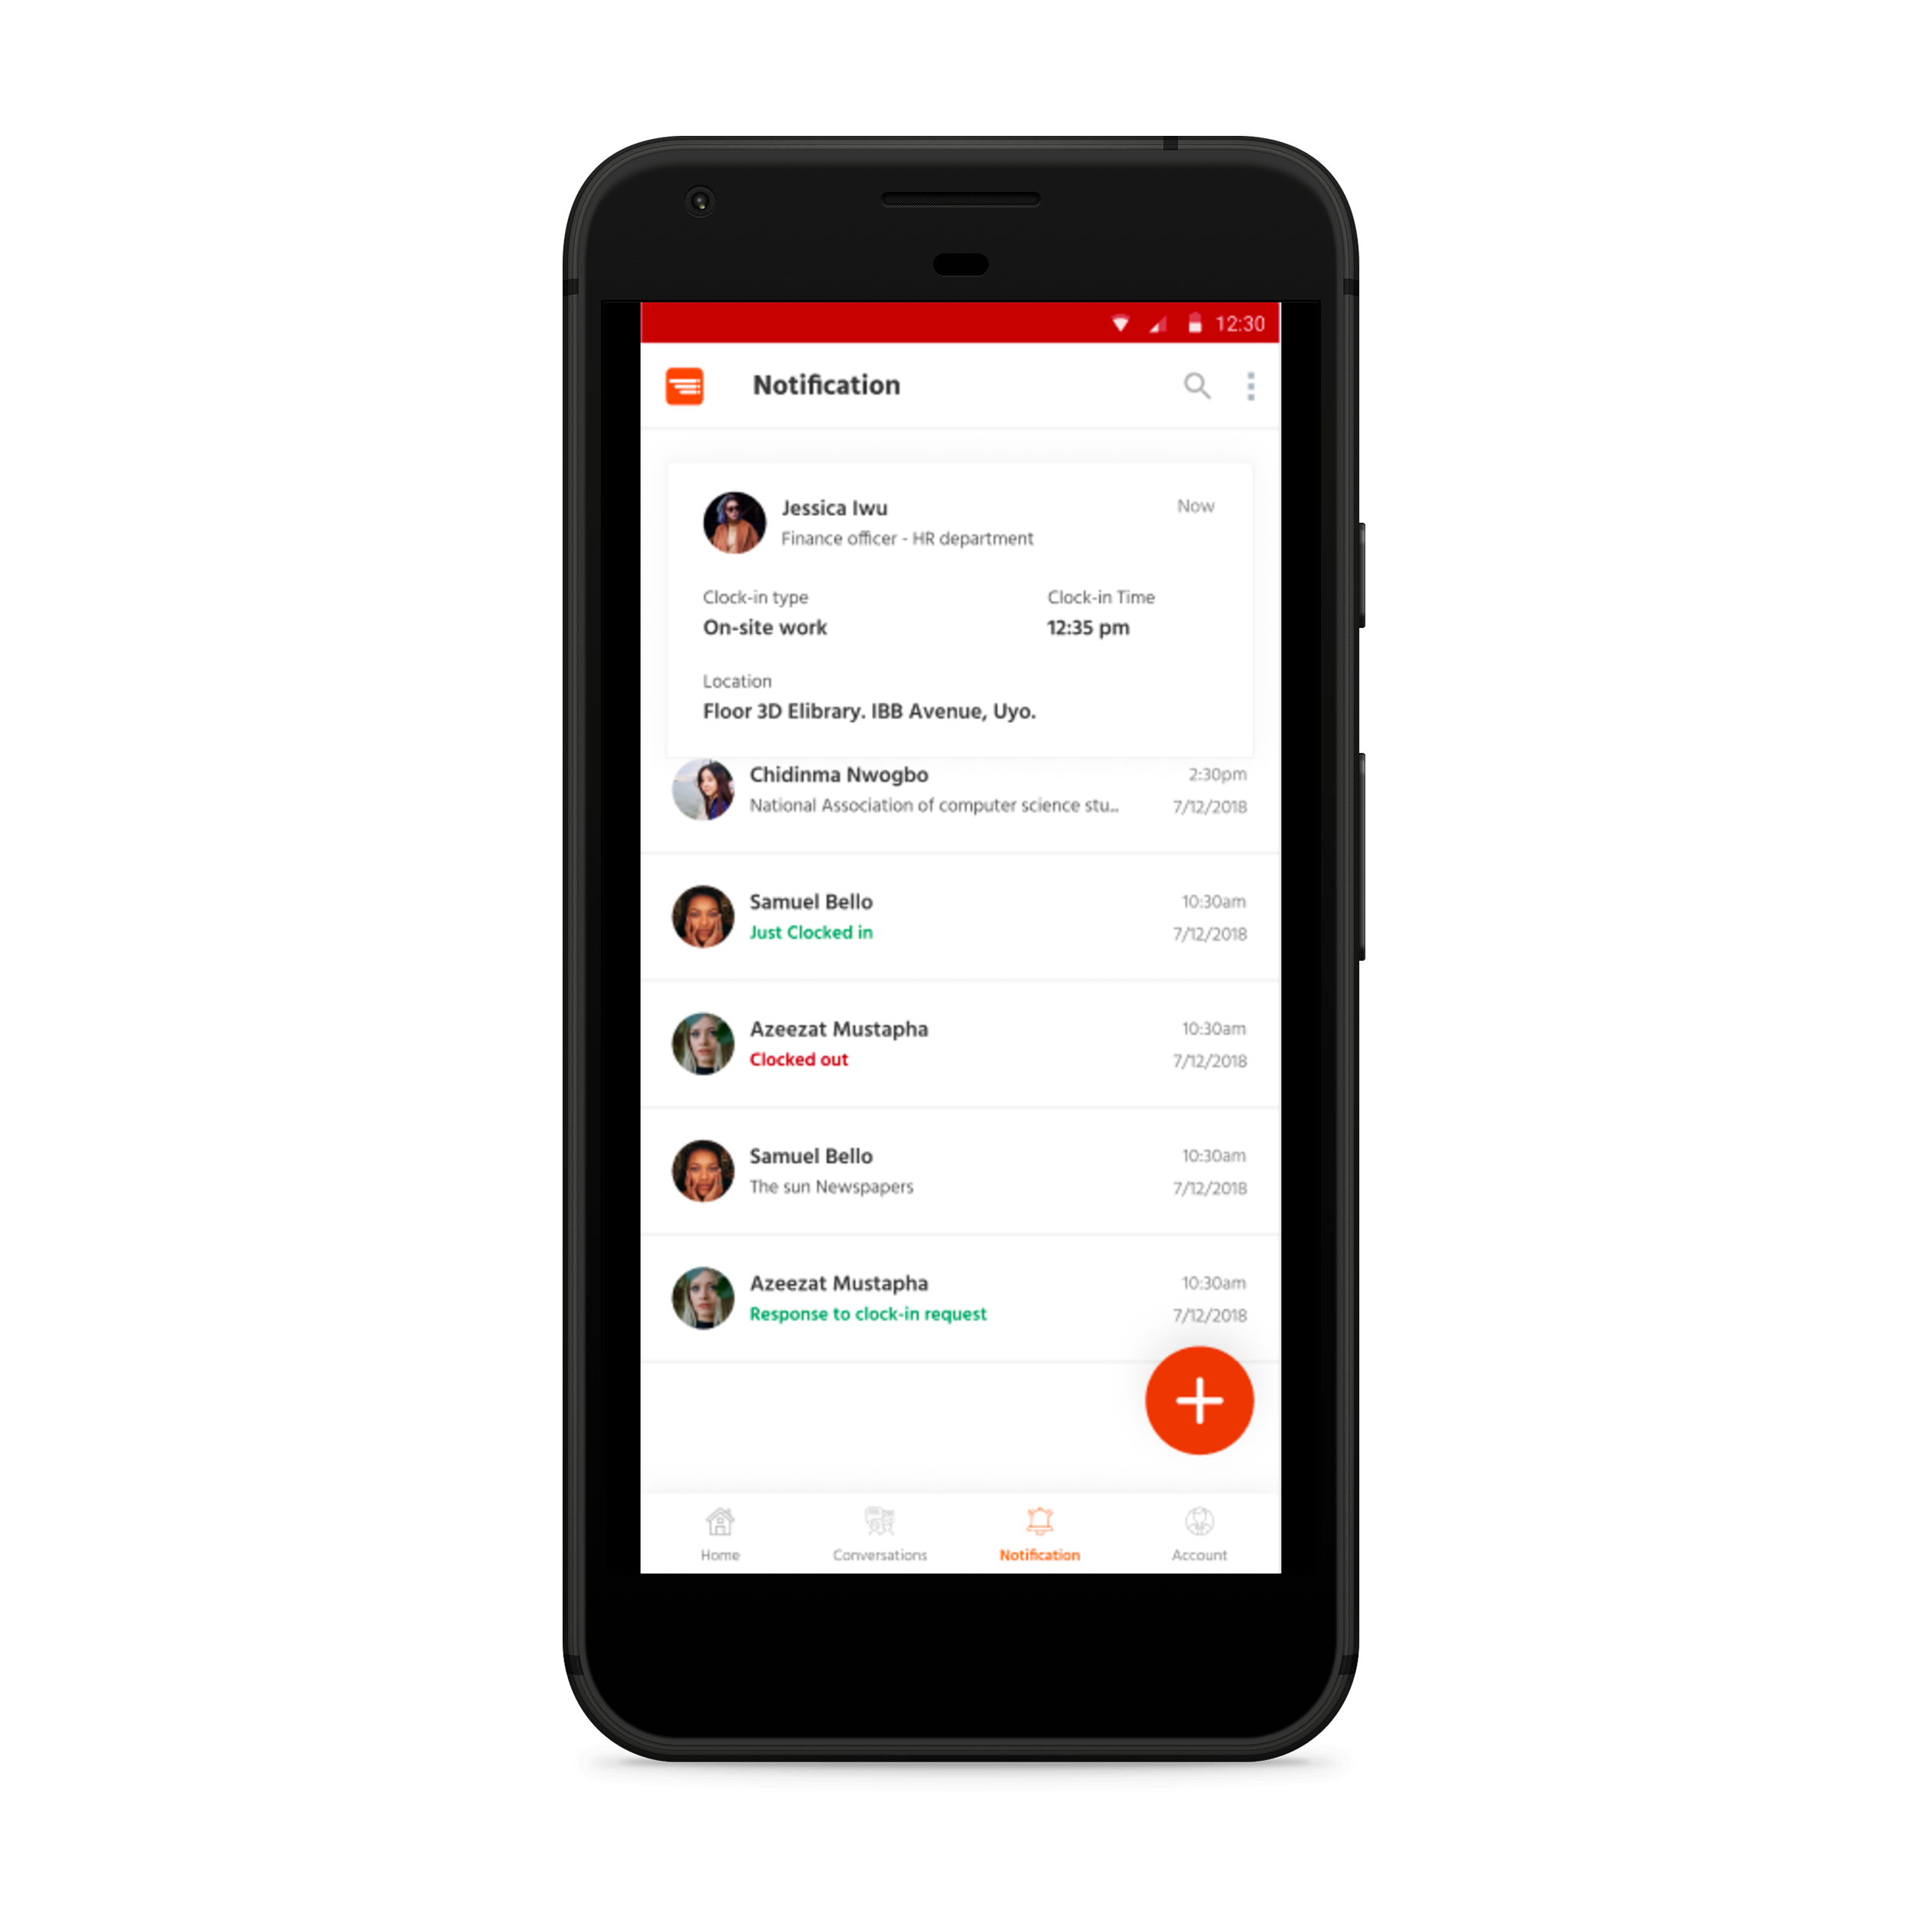 12:30
Notification
Jessica Iwu
Now
Finance officer - HR department
Clock-in type
Clock-in Time
On-site work
12:35 pm
Location
Floor 3D Elibrary. IBB Avenue, Uyo.
Chidinma Nwogbo
2:30pm
National Association of computer science stu..
7/12/2018
Samuel Bello
10:30am
Just Clocked in
7/12/2018
Azeezat Mustapha
10:30am
Clocked out
7/12/2018
Samuel Bello
10:30am
The sun Newspapers
7/12/2018
Azeezat Mustapha
10:30am
Response to clock-in request
7/12/2018
Home
Conversations
Notification
Account